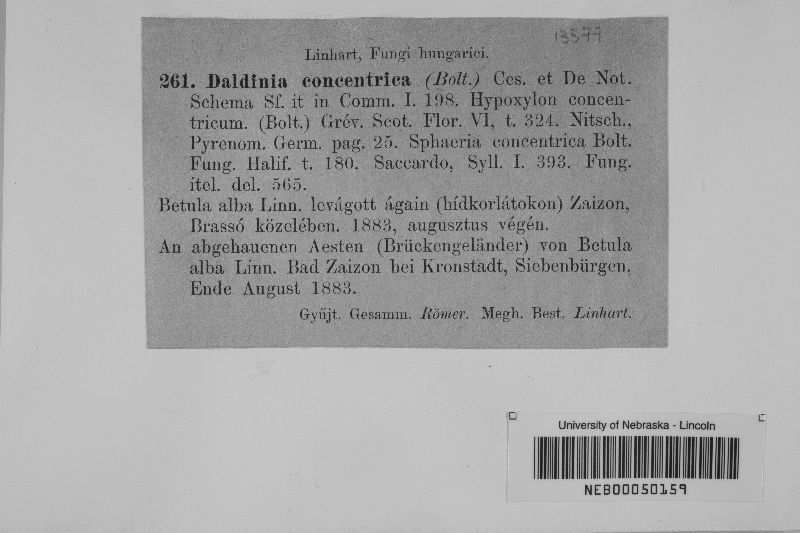 13579
Linhart, Fungi hungarici.
261. Daldinia concentrica (Bolt.) Ces. et De Not.
Schema Sf. it in Comm. I. 198. Hypoxylon concen-
tricum. (Bolt.) Grév. Scot. Flor. VI, t. 324. Nitsch.,
Pyrenom. Germ. pag. 25. Sphaeria concentrica Bolt.
Fung. Halif. t. 180. Saccardo, Syll. I. 393. Fung.
itel. del. 565.
Betula alba Linn. levágott ágain (hídkorlátokon) Zaizon,
Brassó közelében. 1883, augusztus végén.
An abgehauenen Aesten (Brückengeländer) von Betula
alba Linn. Bad Zaizon bei Kronstadt, Siebenbürgen,
Ende August 1883.
Gyűjt. Gesamm. Römer. Megh. Best. Linhart.
University of Nebraska - Lincoln
NEB00050159